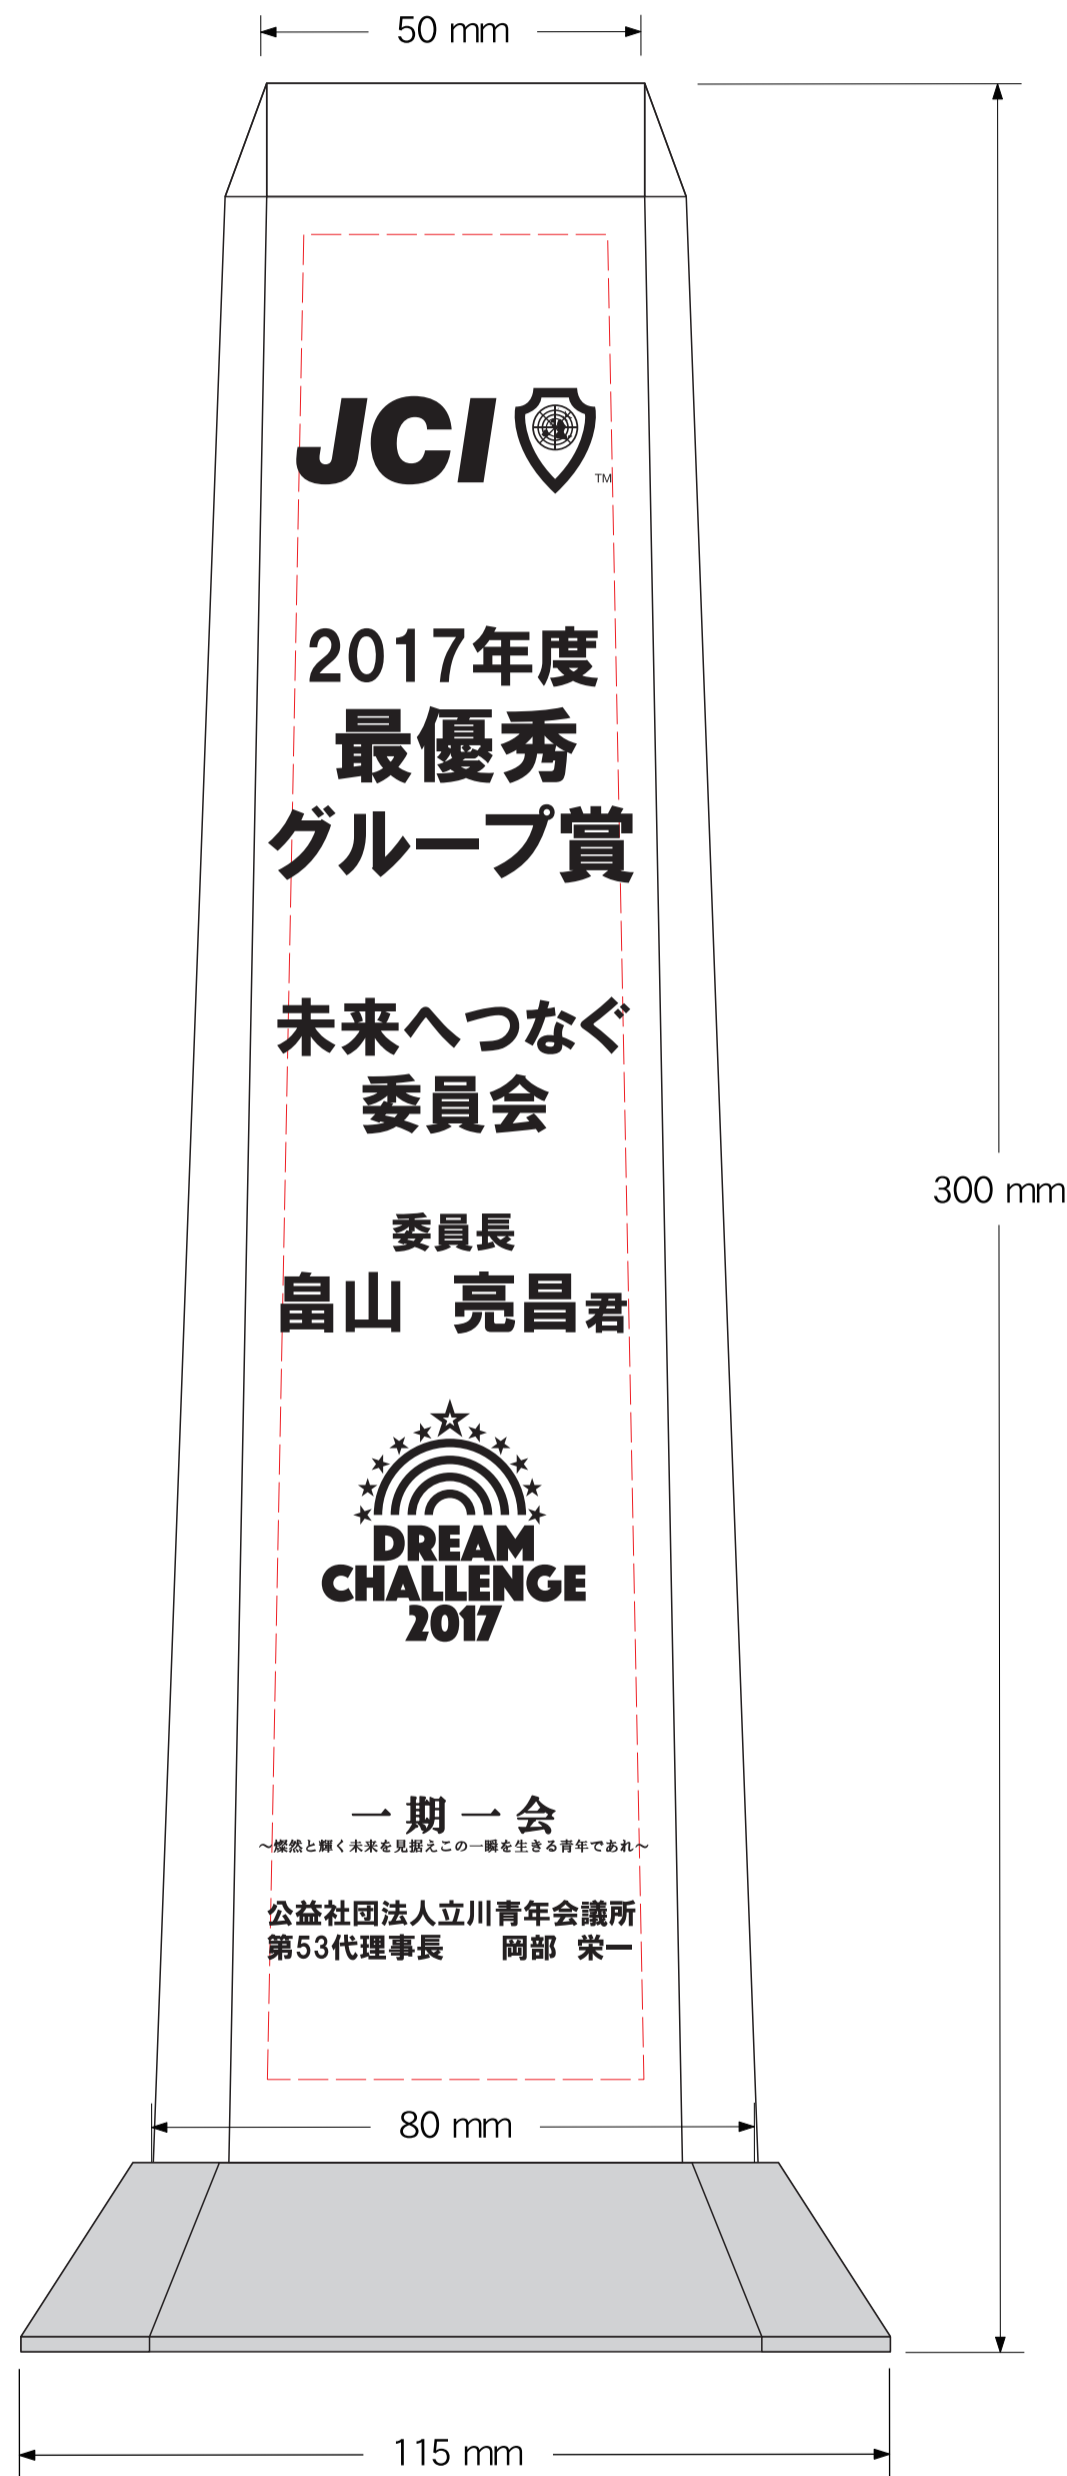 50 mm
JCI
TM
2017年度
最優秀
グループ賞
未来へつなぐ
委員会
300 mm
委員長
畠山 亮昌君
DREAM
CHALLENGE
2017
一期一会
～燦然と輝く未来を見据えこの一瞬を生きる青年であれ～
公益社団法人立川青年会議所
第53代理事長 岡部 栄一
80 mm
115 mm